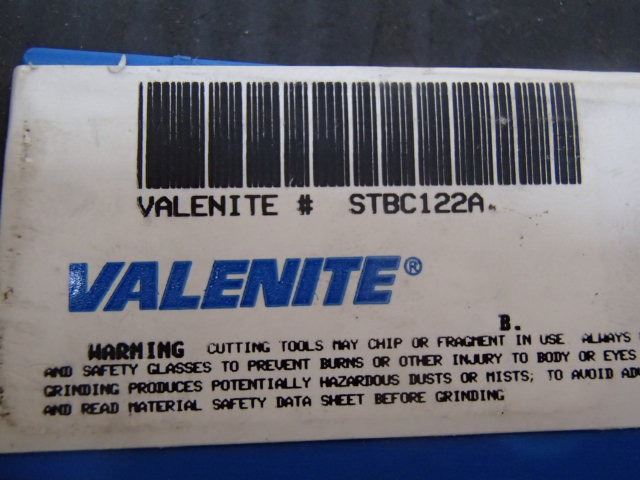 VALENITE # STBC122A.
VALENITE®
B.
WARNING CUTTING TOOLS MAY CHIP OR FRAGMENT IN USE ALWAYS
AND SAFETY GLASSES TO PREVENT BURNS OR OTHER INJURY TO BODY OR EYES
GRINDING PRODUCES POTENTIALLY HAZARDOUS DUSTS OR MISTS; TO AVOID
AND READ MATERIAL SAFETY DATA SHEET BEFORE GRINDING